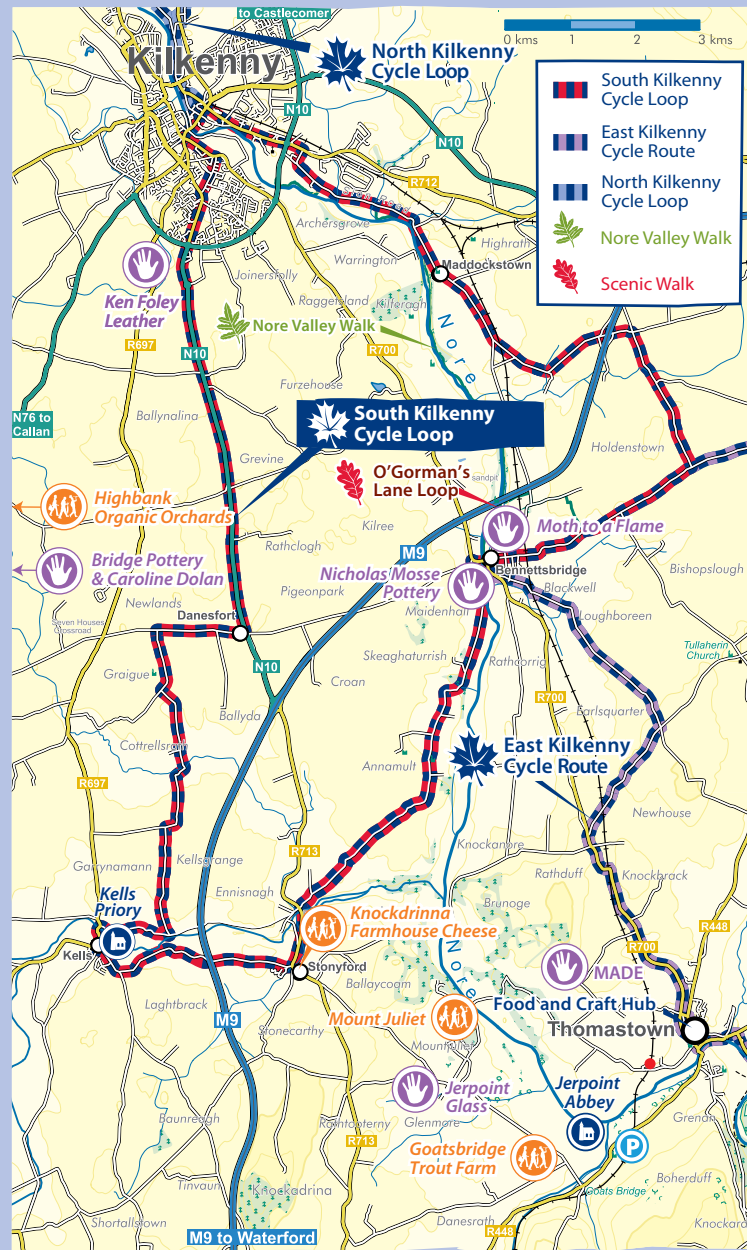 to Castlecomer
0 kms
1
2
3 kms
Kilkenny
North Kilkenny
Cycle Loop
South Kilkenny
Cycle Loop
East Kilkenny
Cycle Route
North Kilkenny
Cycle Loop
Nore Valley Walk
Scenic Walk
N10
N10
R712
Archersgrove
Highrath
Warrington
Maddockstown
Ken Foley
Leather
Joinersfolly
Raggetsland
Kilferagh
Nore
Nore Valley Walk
R697
N10
R700
Furzehouse
N76 to
Callan
Ballynalina
South Kilkenny
Cycle Loop
Holdenstown
Grevine
O'Gorman's
Lane Loop
sandpit
Highbank
Organic Orchards
Kilree
Moth to a Flame
Rathclogh
M9
Bridge Pottery
& Caroline Dolan
Nicholas Mosse
Pottery
Bennettsbridge
Bishopslough
Pigeonpark
Blackwell
Newlands
Maidenhall
Danesfort
Loughboreen
Seven Houses
Crossroad
Tullaherin
Church
Skeaghaturrish
Rathduff
Graigue
N10
Croan
R700
Earlsquarter
Ballyda
Cottrellsrath
East Kilkenny
Cycle Route
Annamult
R697
Newhouse
Knockanore
R713
Garrynamann
Kellsgrange
Knockbrack
Ennisnagh
Brunoge
Kells
Priory
Knockdrinna
Farmhouse Cheese
R448
R700
Kells
Nore
Stonyford
MADE
Ballaycoam
Laghtbrack
Food and Craft Hub
M9
Mount Juliet
Thomastown
Stonecarthy
Mountjuliet
Jerpoint
Abbey
Jerpoint
Glass
Baunreagh
Glenmore
Grenan
Rathtooterny
R713
Goatsbridge
Trout Farm
P
Boherduff
Tinvaun
Knockadrina
Goats Bridge
Shortallstown
Danesrath
R448
M9 to Waterford